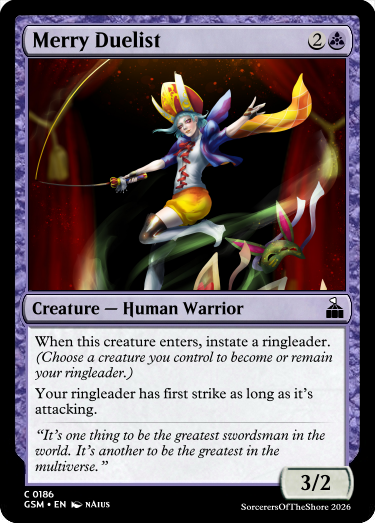 Merry Duelist
2
Creature — Human Warrior
When this creature enters, instate a ringleader.
(Choose a creature you control to become or remain
your ringleader.)
Your ringleader has first strike as long as it's
attacking.
"It's one thing to be the greatest swordsman in the
world. It's another to be the greatest in the
multiverse."
3/2
C 0186
GSM • EN NAIUS
SorcerersOfTheShore 2026